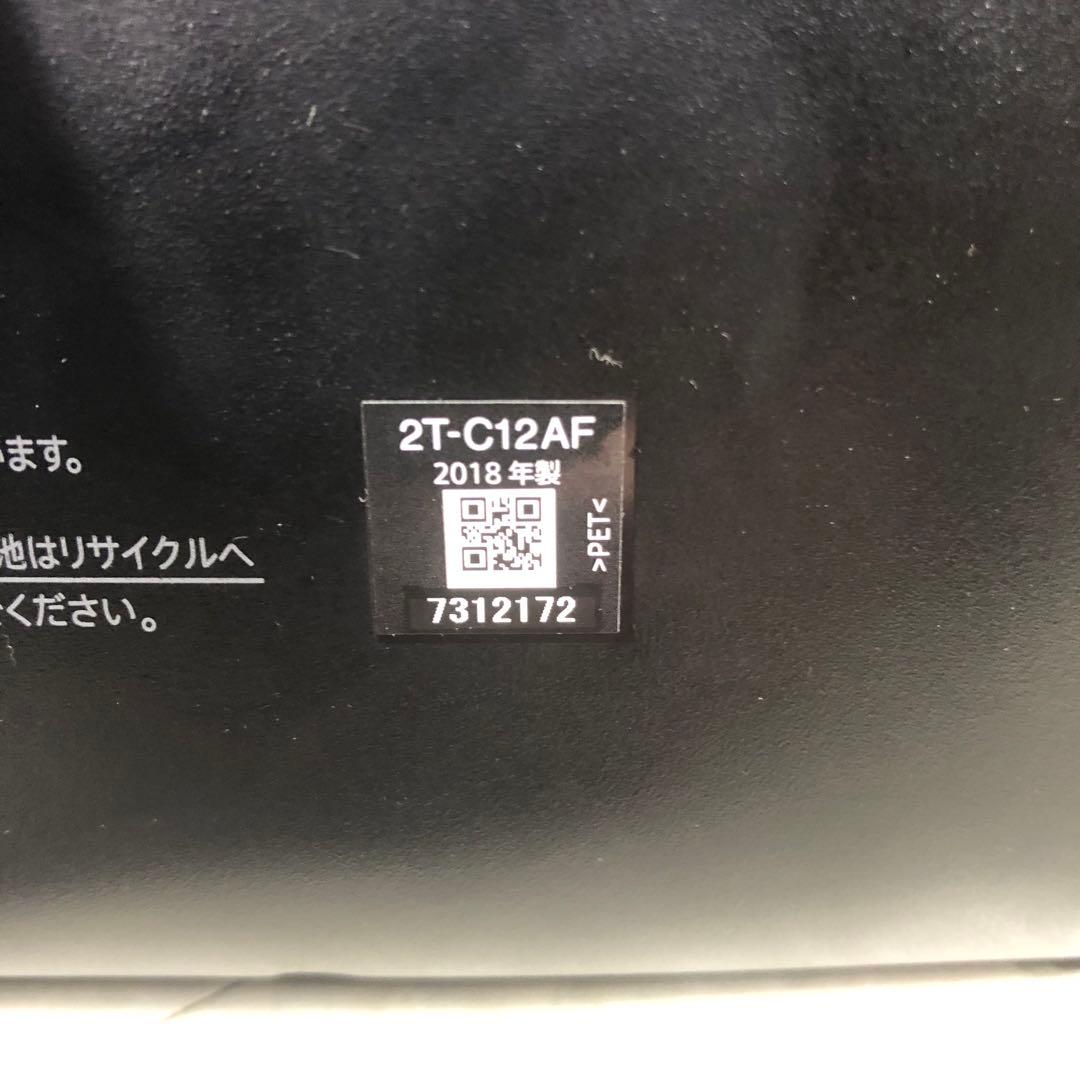 います。
池はリサイクルへ
ください。
2T-C12AF
2018 年製
>PET<
7312172